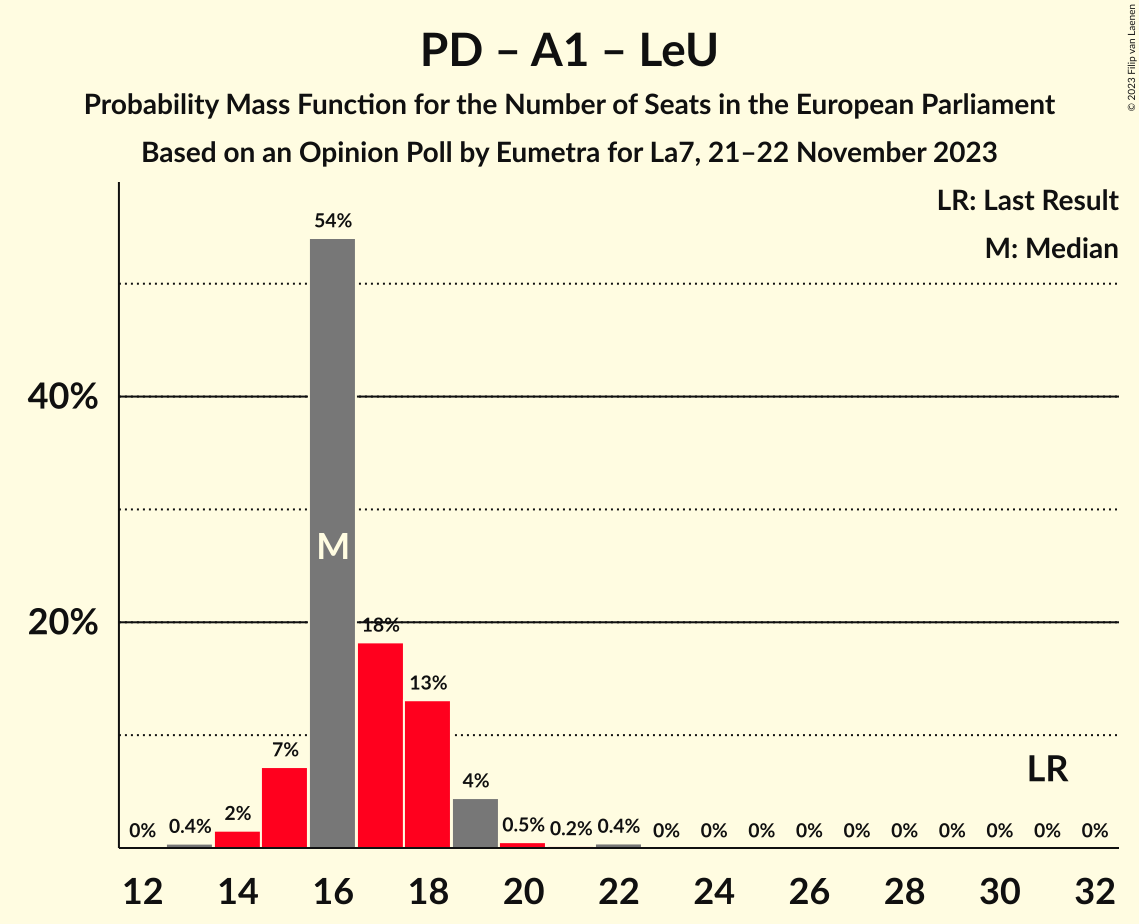 PD – A1 – LeU
Probability Mass Function for the Number of Seats in the European Parliament
Based on an Opinion Poll by Eumetra for La7, 21–22 November 2023
© 2023 Filip van Laenen
LR: Last Result
M: Median
54%
40%
M
20%
18%
13%
7%
LR
4%
2%
0% 0.4% 0.5% 0.2% 0.4% 0% 0% 0% 0% 0% 0% 0% 0% 0% 0%
12 14 16 18 20 22 24 26 28 30 32